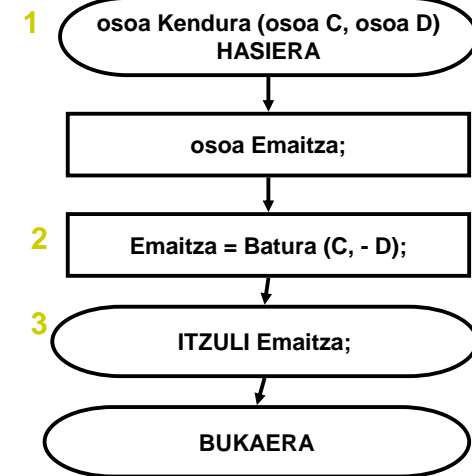 1
osoa Kendura (osoa C, osoa D)
HASIERA
osoa Emaitza;
2
Emaitza = Batura (C, - D);
3
ITZULI Emaitza;
BUKAERA